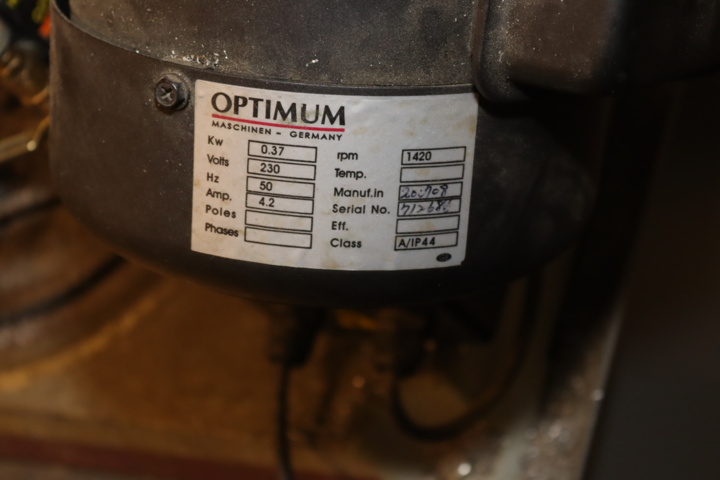 OPTIMUM
MASCHINEN - GERMANY
Kw 0.37
Volts 230
Hz 50
Amp. 4.2
Poles
Phases
rpm 1420
Temp.
Manuf.in
Serial No.
Eff.
Class A/IP44